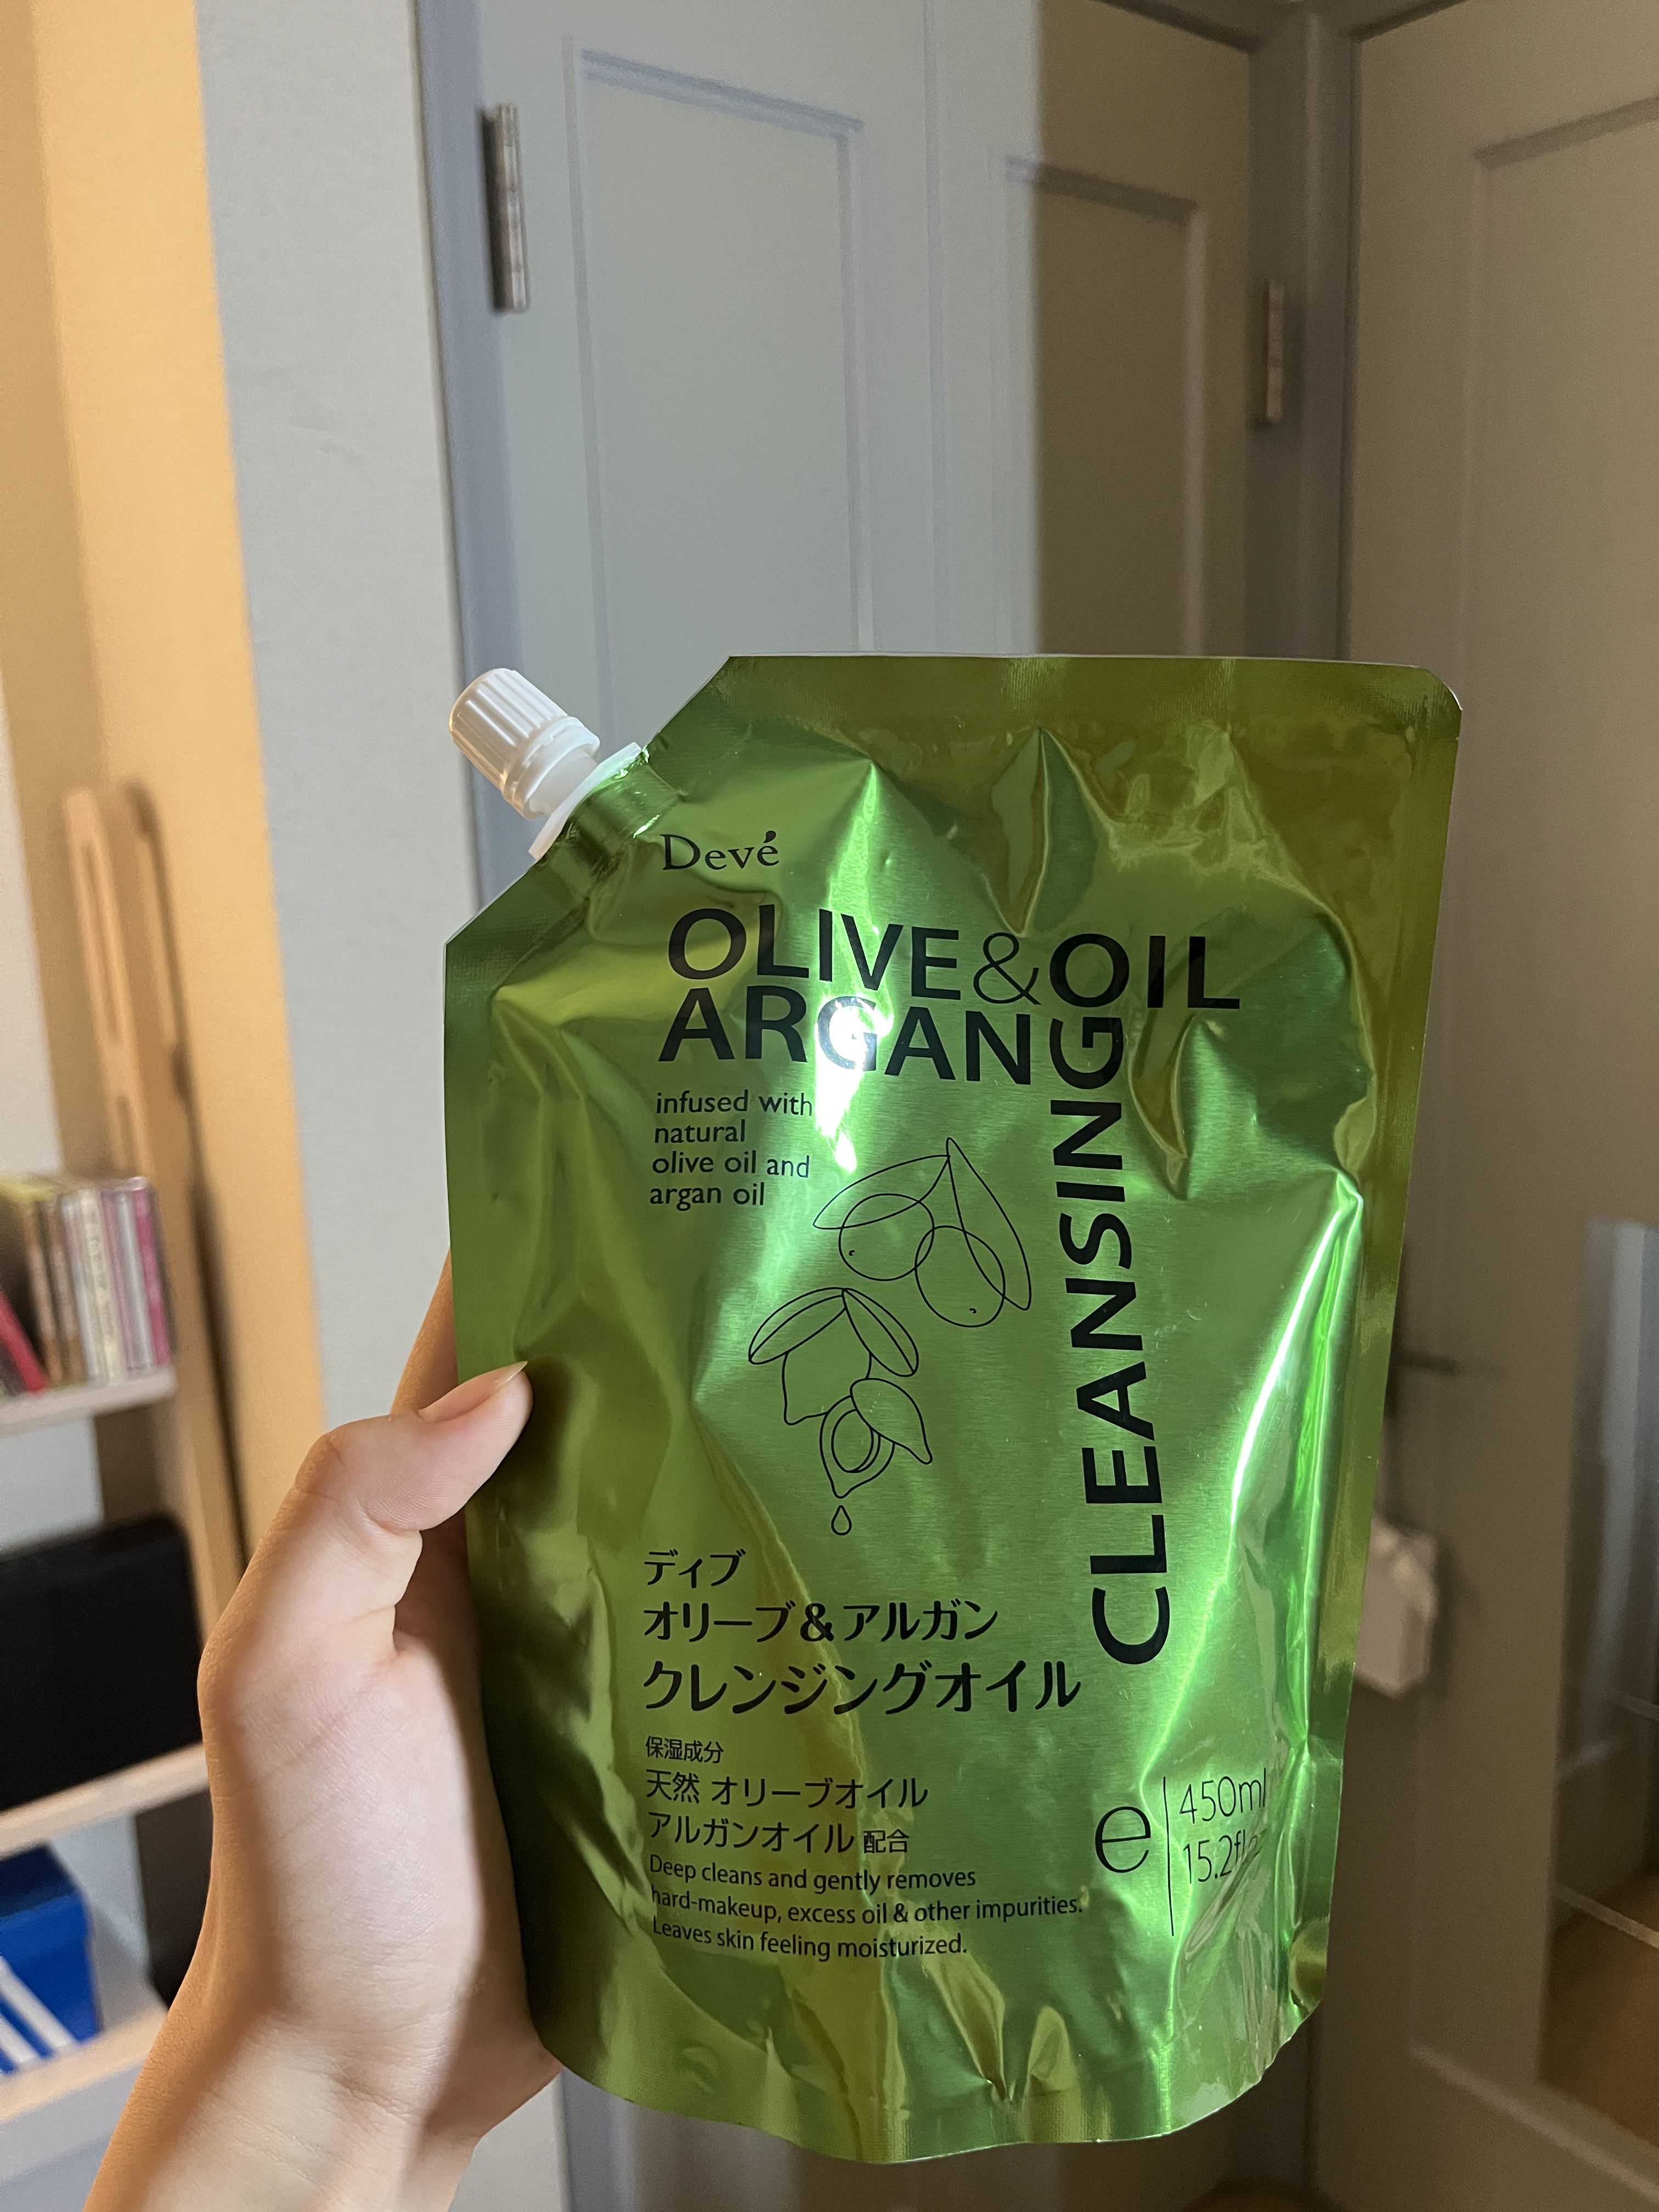 Devé
OLIVE&OIL
ARGAN
CLEANSING
infused with
natural
olive oil and
argan oil
ディブ
オリーブ&アルガン
クレンジングオイル
保湿成分
天然 オリーブオイル
アルガンオイル 配合
Deep cleans and gently removes
hard-makeup, excess oil & other impurities.
Leaves skin feeling moisturized.
e
450ml